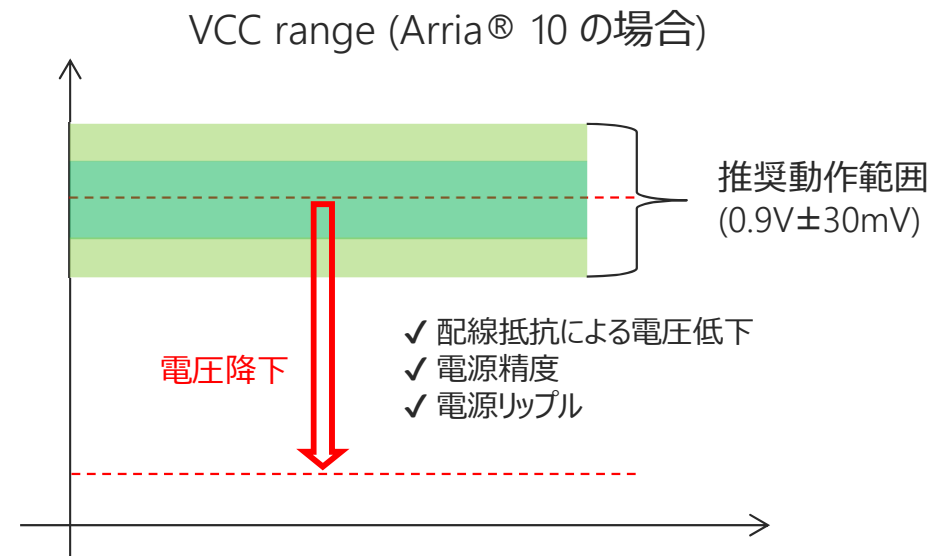 VCC range (Arria® 10 の場合)
推奨動作範囲
(0.9V±30mV)
✓ 配線抵抗による電圧低下
✓ 電源精度
✓ 電源リップル
電圧降下